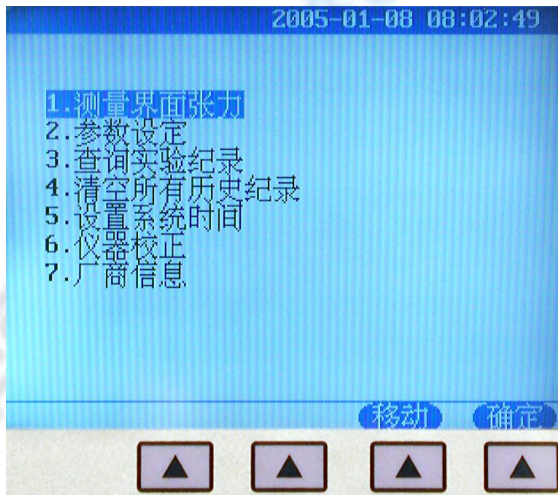 2005-01-08 08:02:49
1.测量界面张力
2.参数设定
3.查询实验纪录
4.清空所有历史纪录
5.设置系统时间
6.仪器校正
7.厂商信息
移动 确定